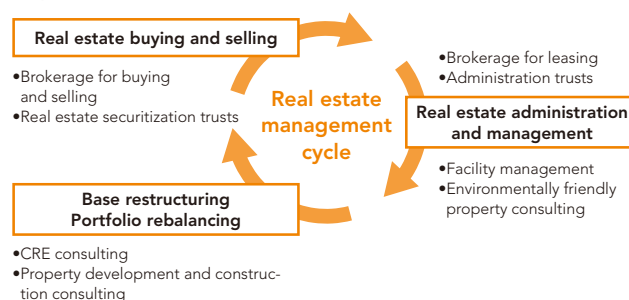 Real estate buying and selling
•Brokerage for buying
and selling
•Real estate securitization trusts
Real estate
management
cycle
•Brokerage for leasing
•Administration trusts
Real estate administration
and management
•Facility management
•Environmentally friendly
property consulting
Base restructuring
Portfolio rebalancing
•CRE consulting
•Property development and construc-
tion consulting